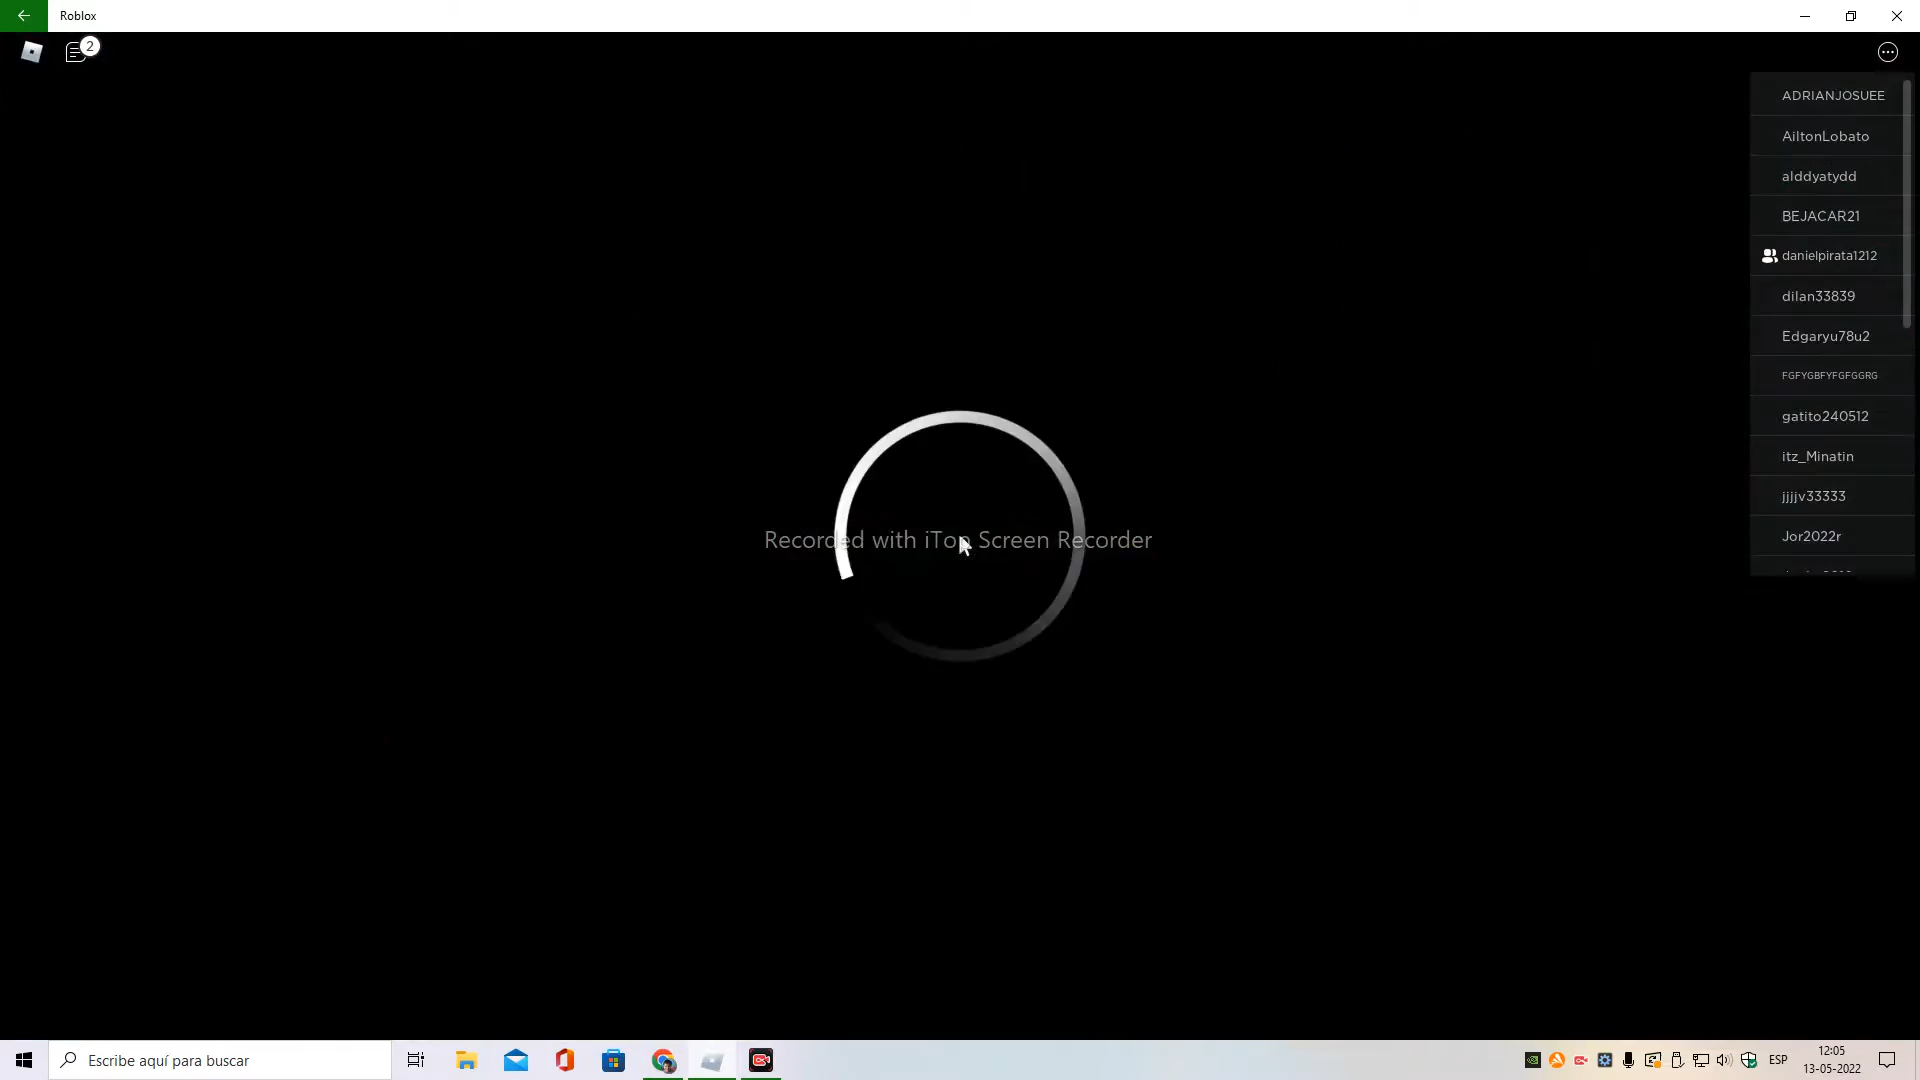 Roblox
2
ADRIANJOSUEE
AiltonLobato
alddyatydd
BEJACAR21
danielpirata1212
dilan33839
Edgaryu78u2
FGFYGBFYFGFGGRG
gatito240512
itz_Minatin
jjjjv33333
Jor2022r
Recorded with iTop Screen Recorder
Escribe aquí para buscar
ESP
12:05
13-05-2022